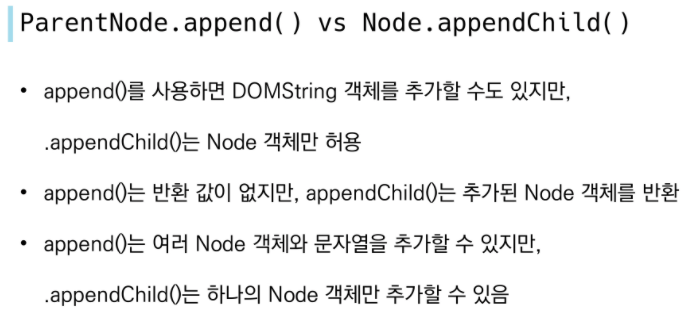 ParentNode.append() vs Node.appendChild()
• append()를 사용하면 DOMString 객체를 추가할 수도 있지만,
.appendChild()는 Node 객체만 허용
• append()는 반환 값이 없지만, appendChild()는 추가된 Node 객체를 반환
• append()는 여러 Node 객체와 문자열을 추가할 수 있지만,
.appendChild()는 하나의 Node 객체만 추가할 수 있음